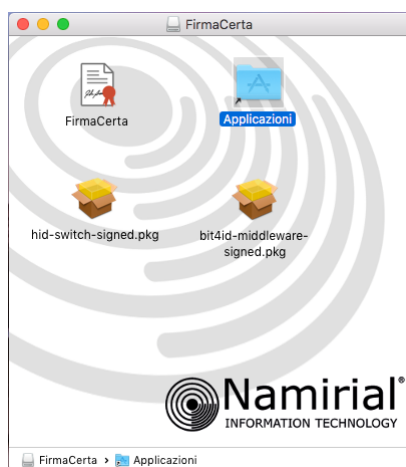 FirmaCerta
FirmaCerta
Applicazioni
hid-switch-signed.pkg
bit4id-middleware-
signed.pkg
Namirial®
INFORMATION TECHNOLOGY
FirmaCerta › Applicazioni